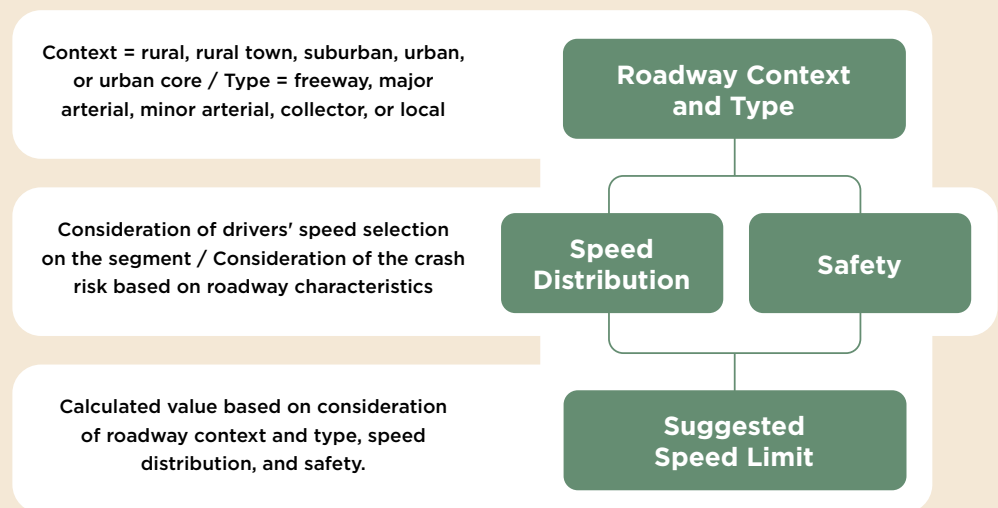 Context = rural, rural town, suburban, urban,
or urban core / Type = freeway, major
arterial, minor arterial, collector, or local
Roadway Context
and Type
Consideration of drivers' speed selection
on the segment / Consideration of the crash
risk based on roadway characteristics
Speed
Distribution
Safety
Calculated value based on consideration
of roadway context and type, speed
distribution, and safety.
Suggested
Speed Limit